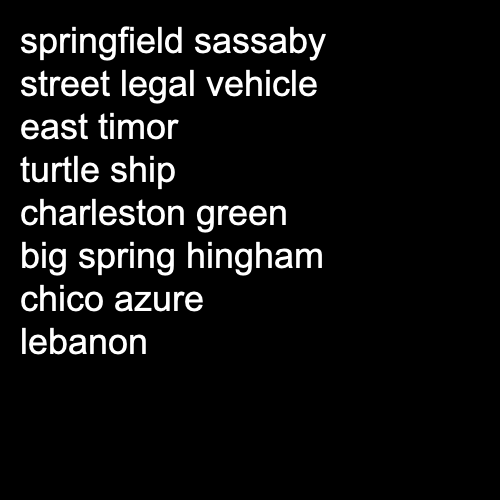 springfield sassaby
street legal vehicle
east timor
turtle ship
charleston green
big spring hingham
chico azure
lebanon